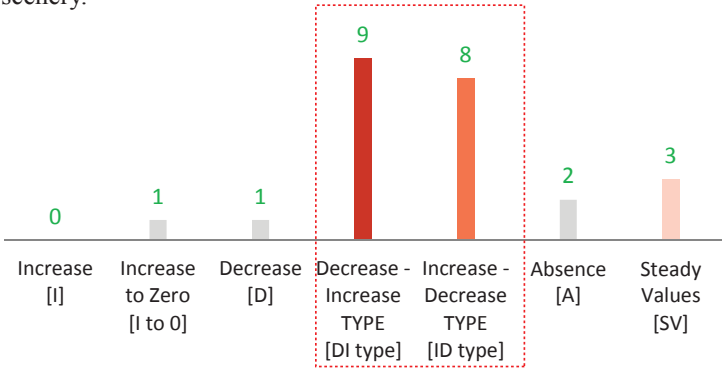 seenery.
9
8
3
2
1
1
0
Increase
[I]
Increase
to Zero
[I to 0]
Decrease
[D]
Decrease -
Increase
TYPE
[DI type]
Increase -
Decrease
TYPE
[ID type]
Absence
[A]
Steady
Values
[SV]